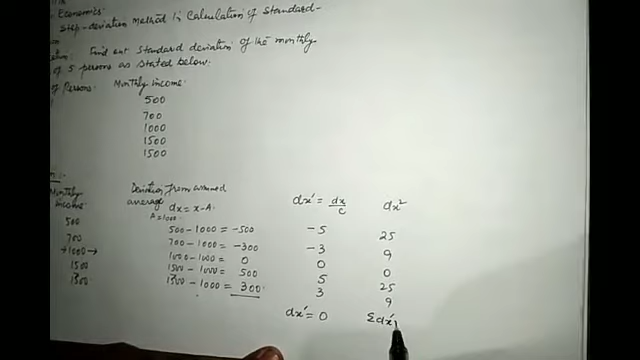 Economics:
Step-deviation method in Calculation of Standard-
Find out Standard deviation of the monthly
of 5 persons as stated below.
of Persons: Monthly income:
500
700
1000
1500
1500
Monthly income
500
700
→1000→
1500
1300
Deviation from assumed
average dx = x-A
A=1000
500-1000 = -500
700-1000 = -300
1000-1000 = 0
1500-1000 = 500
1300-1000 = 300
dx' = dx/c
-5
-3
0
5
3
dx' = 0
dx²
25
9
0
25
9
Σdx'